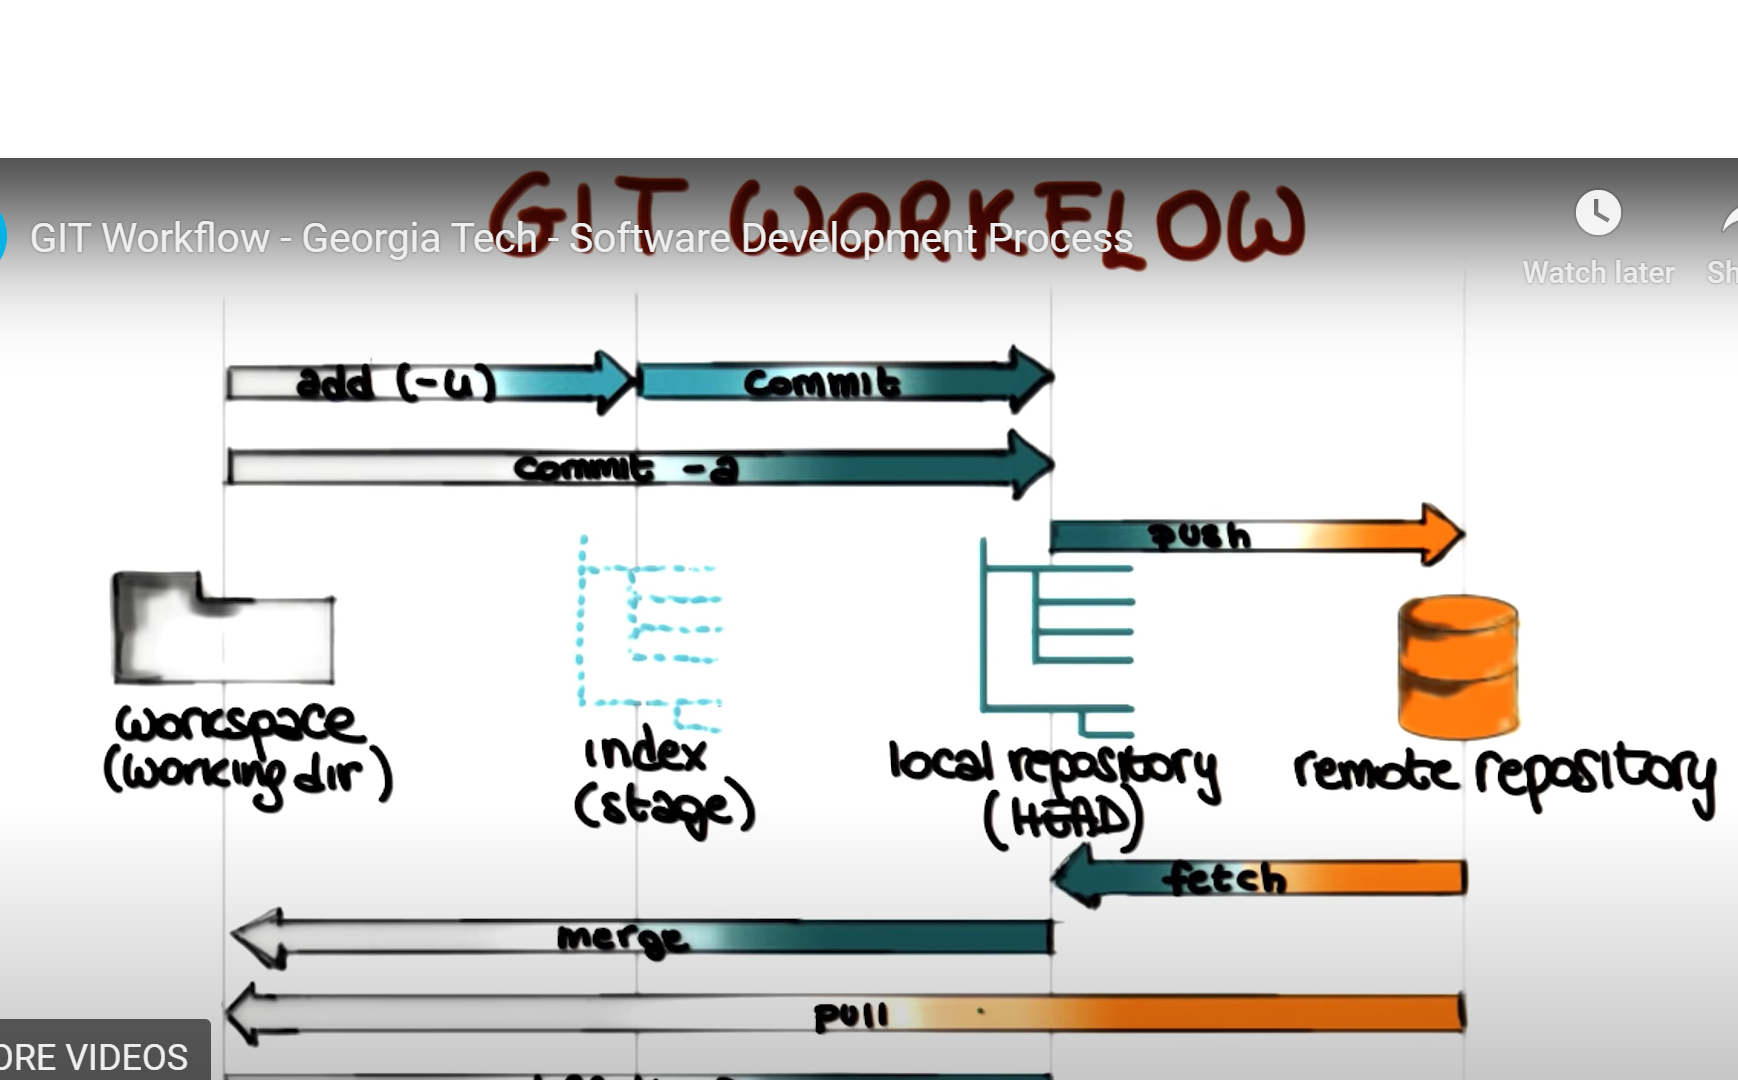 GIT WORKFLOW
GIT Workflow - Georgia Tech - Software Development Process
Watch later
Sh
add (-u)
commit
commit -a
push
workspace
(working dir)
index
(stage)
local repository
(HEAD)
remote repository
fetch
merge
pull
ORE VIDEOS